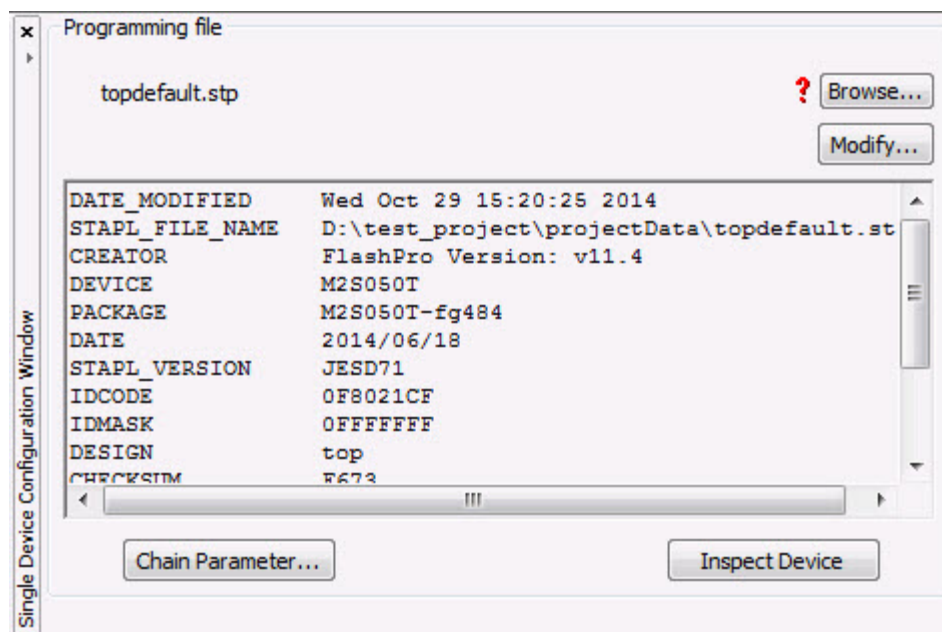 Programming file
topdefault.stp
? Browse...
Modify...
DATE_MODIFIED Wed Oct 29 15:20:25 2014
STAPL_FILE_NAME D:\test_project\projectData\topdefault.st
CREATOR FlashPro Version: v11.4
DEVICE M2S050T
PACKAGE M2S050T-fg484
DATE 2014/06/18
STAPL_VERSION JESD71
IDCODE 0F8021CF
IDMASK 0FFFFFFF
DESIGN top
CHECKSUM F673
Chain Parameter...
Inspect Device
Single Device Configuration Window